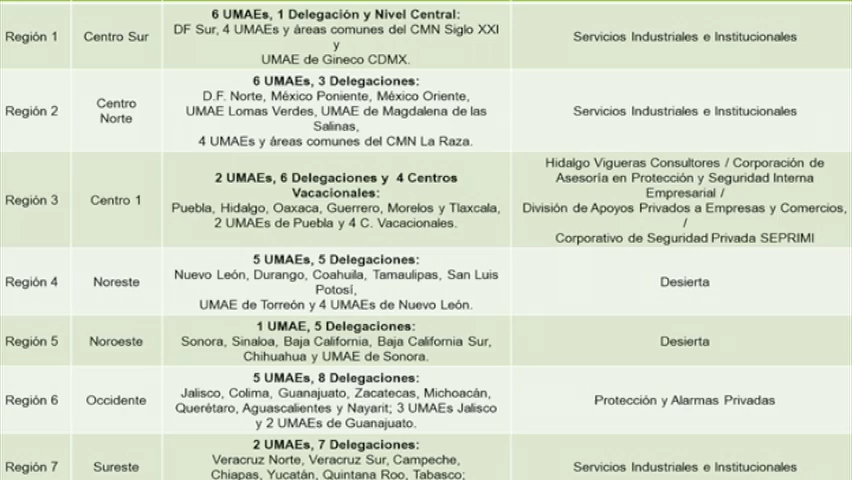 Región 1
Centro Sur
6 UMAEs, 1 Delegación y Nivel Central:
DF Sur, 4 UMAEs y áreas comunes del CMN Siglo XXI
y
UMAE de Gineco CDMX.
Servicios Industriales e Institucionales
Región 2
Centro
Norte
6 UMAEs, 3 Delegaciones:
D.F. Norte, México Poniente, México Oriente,
UMAE Lomas Verdes, UMAE de Magdalena de las
Salinas,
4 UMAEs y áreas comunes del CMN La Raza.
Servicios Industriales e Institucionales
Región 3
Centro 1
2 UMAEs, 6 Delegaciones y 4 Centros
Vacacionales:
Puebla, Hidalgo, Oaxaca, Guerrero, Morelos y Tlaxcala,
2 UMAEs de Puebla y 4 C. Vacacionales.
Hidalgo Vigueras Consultores / Corporación de
Asesoría en Protección y Seguridad Interna
Empresarial /
División de Apoyos Privados a Empresas y Comercios,
/
Corporativo de Seguridad Privada SEPRIMI
Región 4
Noreste
5 UMAEs, 5 Delegaciones:
Nuevo León, Durango, Coahuila, Tamaulipas, San Luis
Potosí,
UMAE de Torreón y 4 UMAEs de Nuevo León.
Desierta
Región 5
Noroeste
1 UMAE, 5 Delegaciones:
Sonora, Sinaloa, Baja California, Baja California Sur,
Chihuahua y UMAE de Sonora.
Desierta
Región 6
Occidente
5 UMAEs, 8 Delegaciones:
Jalisco, Colima, Guanajuato, Zacatecas, Michoacán,
Querétaro, Aguascalientes y Nayarit; 3 UMAEs Jalisco
y 2 UMAEs de Guanajuato.
Protección y Alarmas Privadas
Región 7
Sureste
2 UMAEs, 7 Delegaciones:
Veracruz Norte, Veracruz Sur, Campeche,
Chiapas, Yucatán, Quintana Roo, Tabasco;
Servicios Industriales e Institucionales